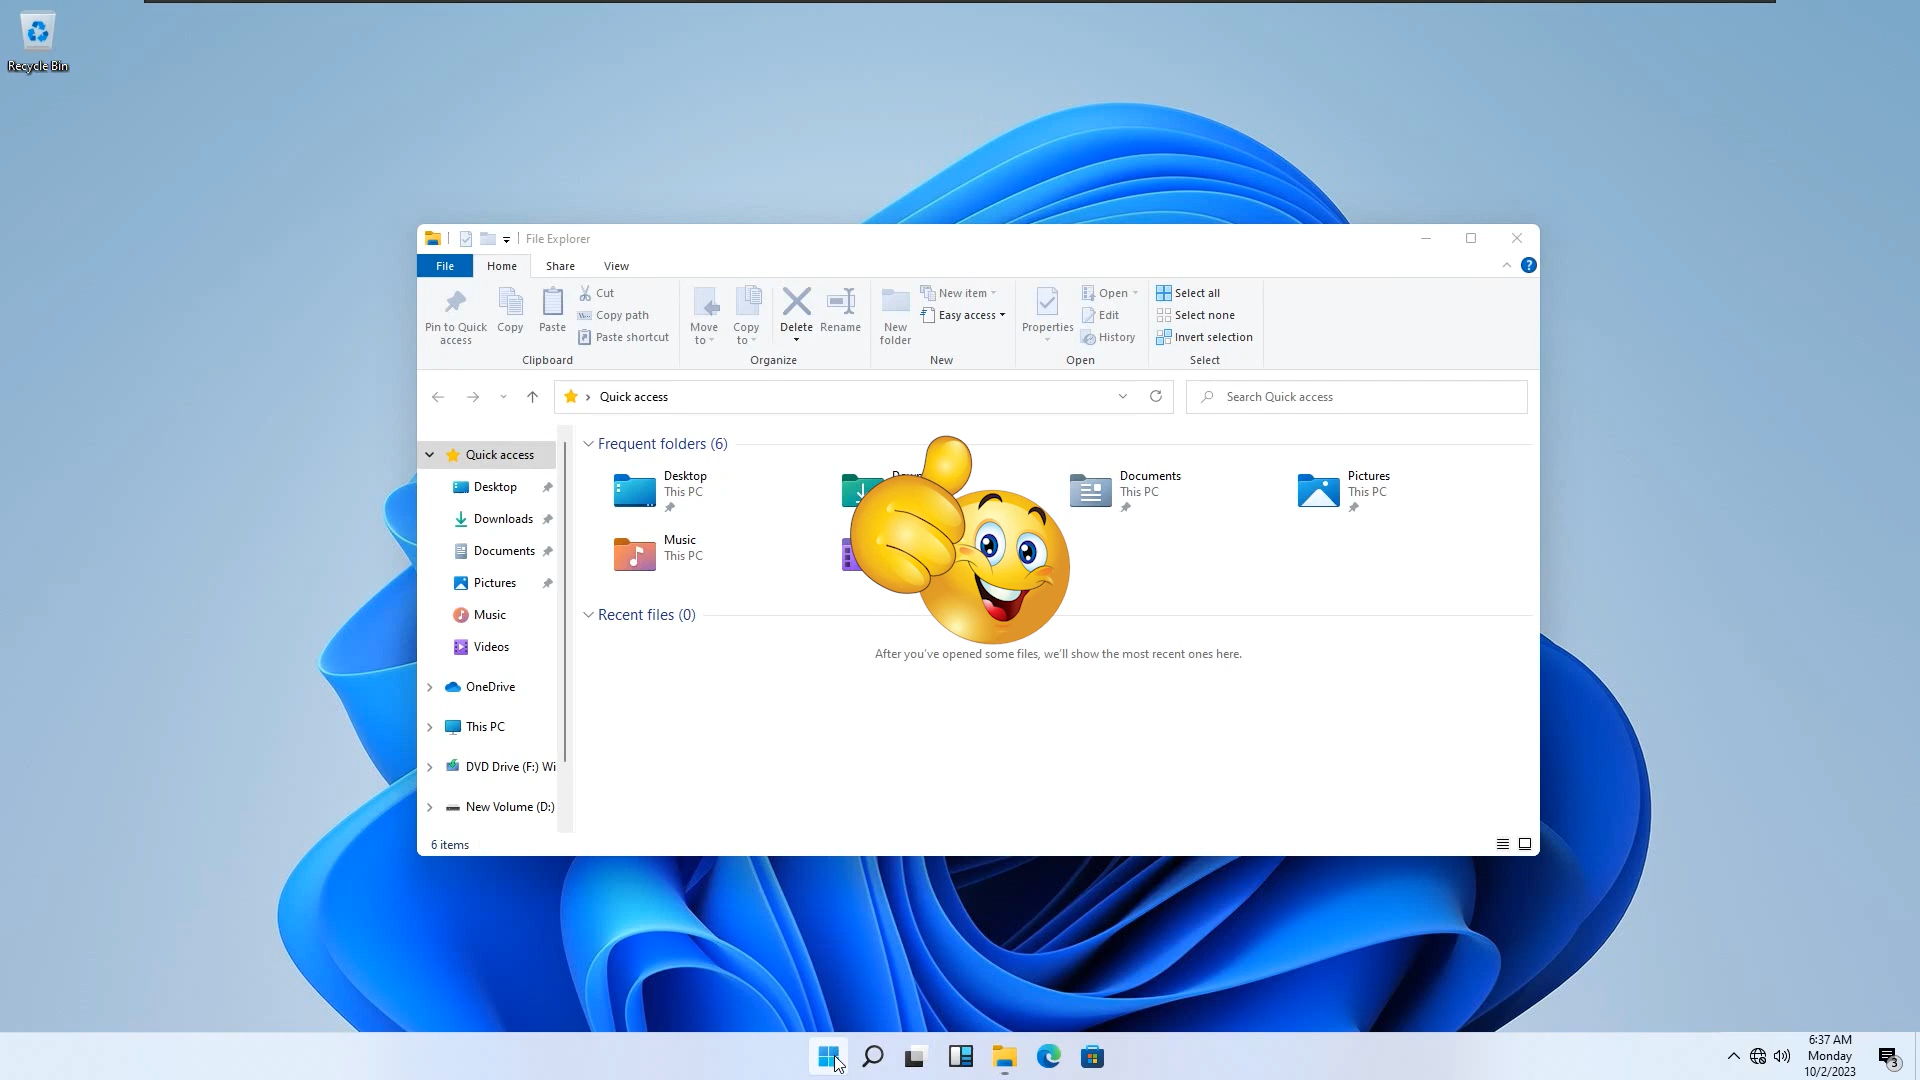 Recycle Bin
File Explorer
File Home Share View
Pin to Quick access
Copy
Paste
Cut
Copy path
Paste shortcut
Clipboard
Move to
Copy to
Delete
Rename
Organize
New folder
New item
Easy access
New
Properties
Open
Edit
History
Open
Select all
Select none
Invert selection
Select
Quick access
Search Quick access
Quick access
Desktop
Downloads
Documents
Pictures
Music
Videos
OneDrive
This PC
DVD Drive (F:) Wi
New Volume (D:)
Frequent folders (6)
Desktop
This PC
Documents
This PC
Pictures
This PC
Music
This PC
Recent files (0)
After you've opened some files, we'll show the most recent ones here.
6 items
6:37 AM
Monday
10/2/2023
3